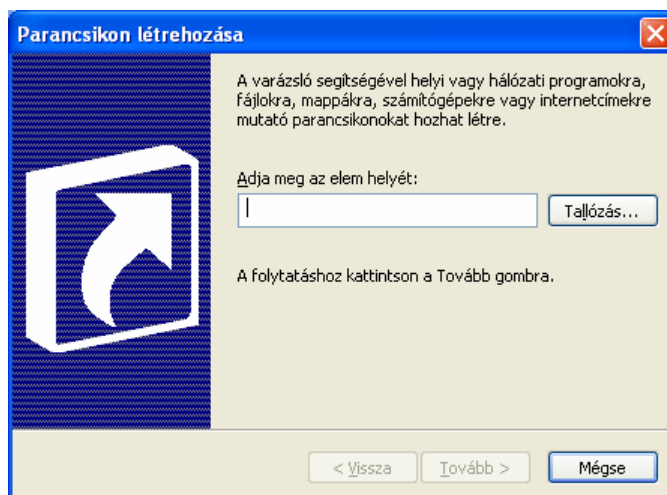 Parancsikon létrehozása
A varázsló segítségével helyi vagy hálózati programokra,
fájlokra, mappákra, számítógépekre vagy internetcímekre
mutató parancsikonokat hozhat létre.
Adja meg az elem helyét:
Tallózás...
A folytatáshoz kattintson a Tovább gombra.
< Vissza
Tovább >
Mégse